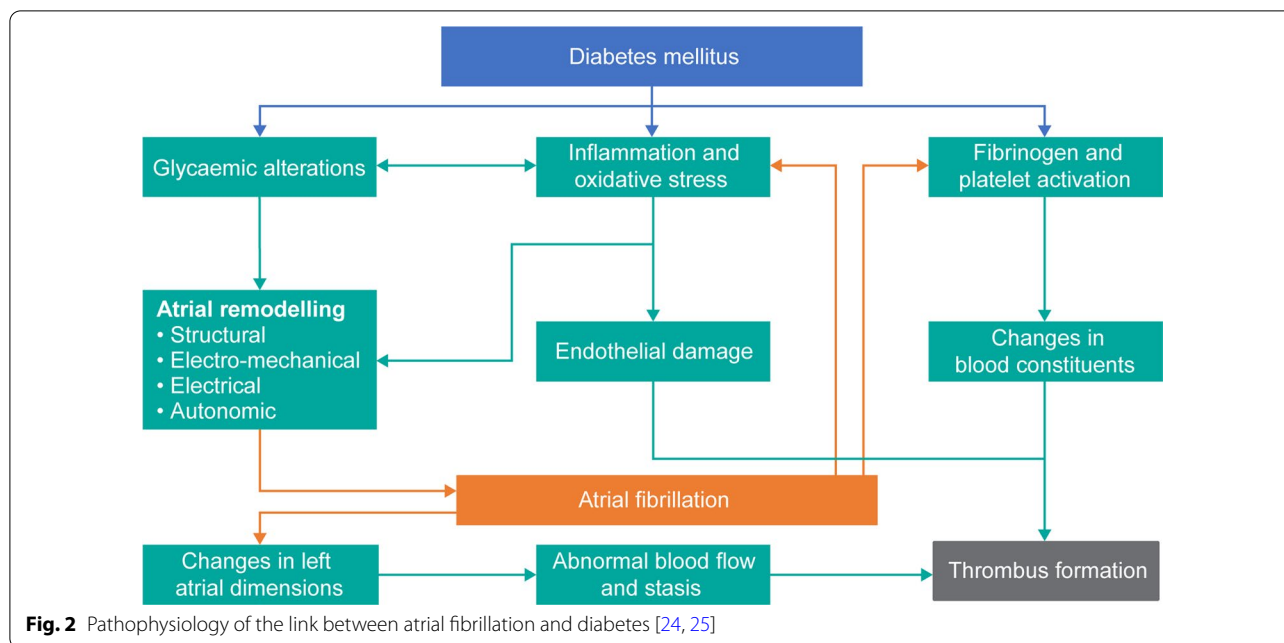 Diabetes mellitus
Glycaemic alterations
Inflammation and
oxidative stress
Fibrinogen and
platelet activation
Atrial remodelling
• Structural
• Electro-mechanical
• Electrical
• Autonomic
Endothelial damage
Changes in
blood constituents
Atrial fibrillation
Changes in left
atrial dimensions
Abnormal blood flow
and stasis
Thrombus formation
Fig. 2 Pathophysiology of the link between atrial fibrillation and diabetes [24, 25]